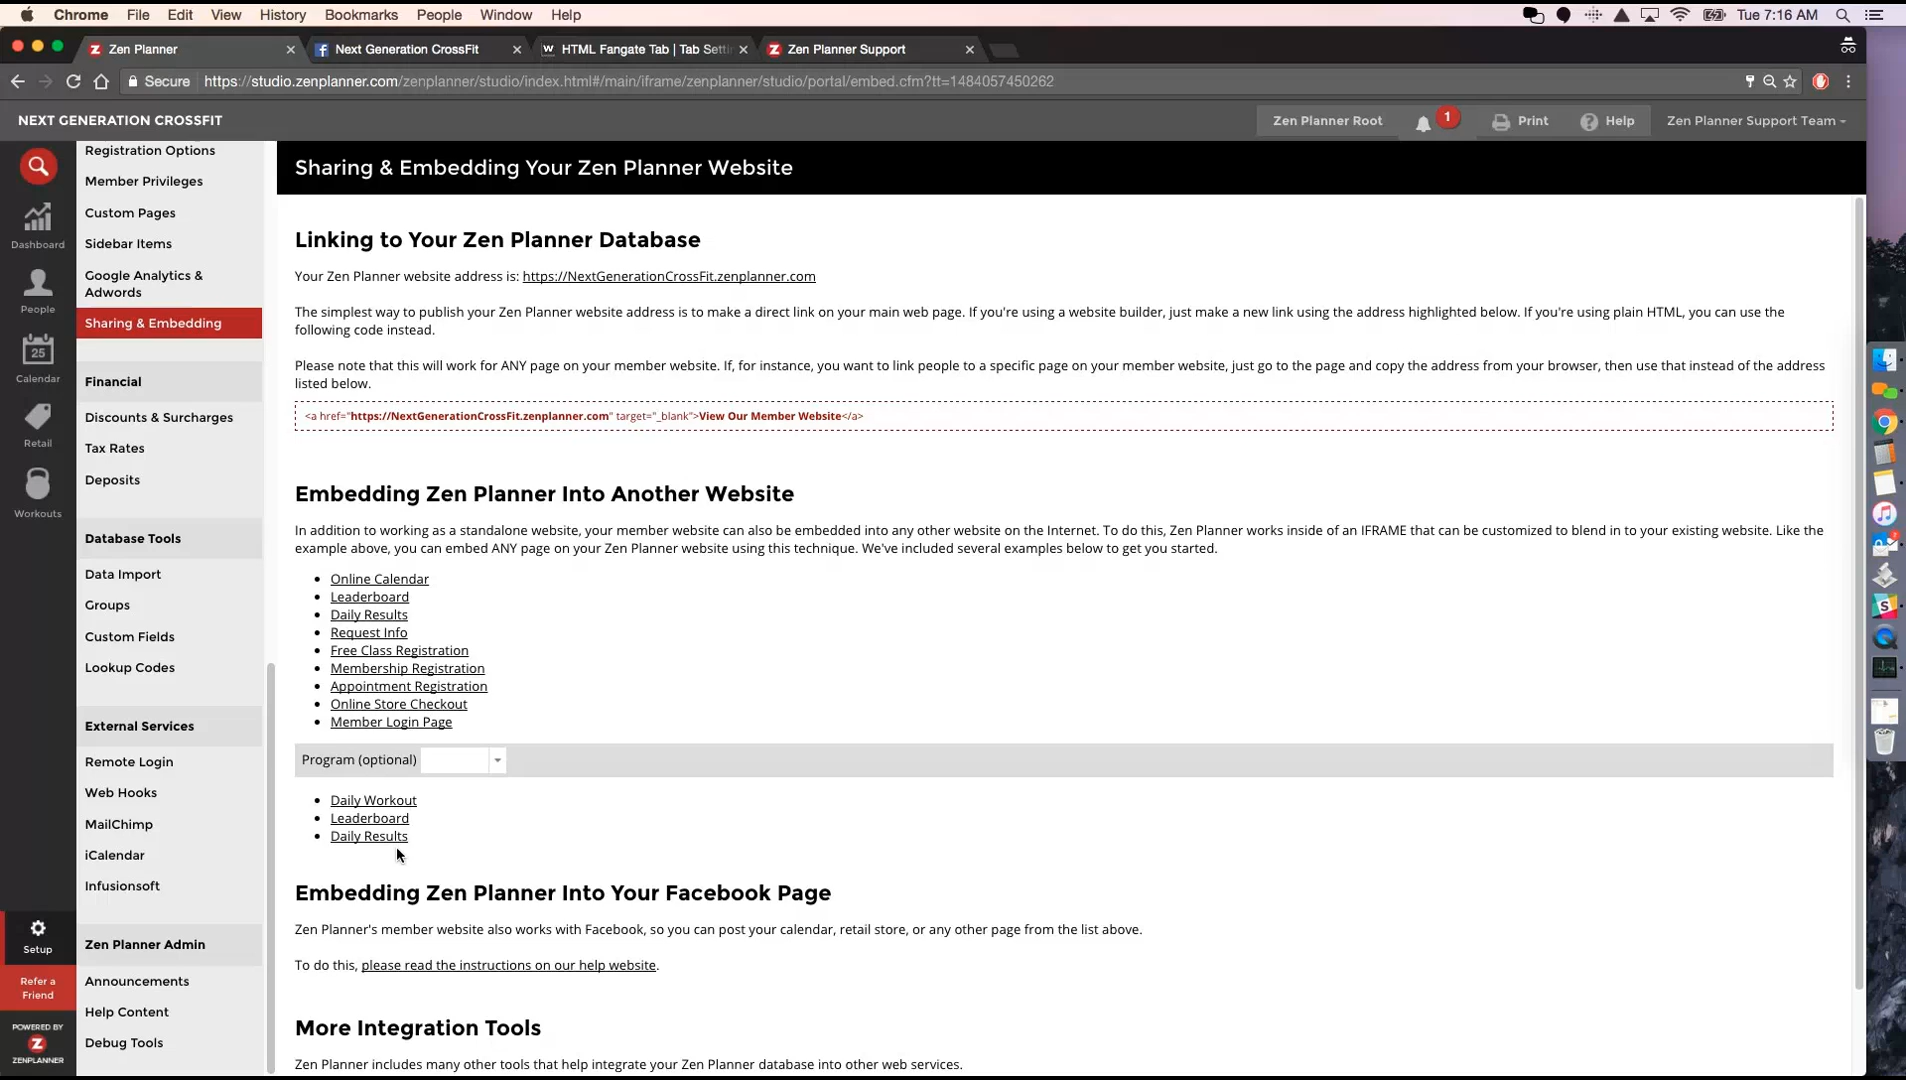 Chrome File Edit View History Bookmarks People Window Help
Tue 7:16 AM
Zen Planner
Next Generation CrossFit
HTML Fangate Tab | Tab Setti
Zen Planner Support
Secure https://studio.zenplanner.com/zenplanner/studio/index.html#/main/iframe/zenplanner/studio/portal/embed.cfm?tt=1484057450262
NEXT GENERATION CROSSFIT
Zen Planner Root
1
Print
Help
Zen Planner Support Team
Dashboard
People
25
Calendar
Retail
Workouts
Setup
Refer a
Friend
POWERED BY
ZENPLANNER
Registration Options
Member Privileges
Custom Pages
Sidebar Items
Google Analytics &
Adwords
Sharing & Embedding
Financial
Discounts & Surcharges
Tax Rates
Deposits
Database Tools
Data Import
Groups
Custom Fields
Lookup Codes
External Services
Remote Login
Web Hooks
MailChimp
iCalendar
Infusionsoft
Zen Planner Admin
Announcements
Help Content
Debug Tools
Sharing & Embedding Your Zen Planner Website
Linking to Your Zen Planner Database
Your Zen Planner website address is: https://NextGenerationCrossFit.zenplanner.com
The simplest way to publish your Zen Planner website address is to make a direct link on your main web page. If you're using a website builder, just make a new link using the address highlighted below. If you're using plain HTML, you can use the
following code instead.
Please note that this will work for ANY page on your member website. If, for instance, you want to link people to a specific page on your member website, just go to the page and copy the address from your browser, then use that instead of the address
listed below.
<a href="https://NextGenerationCrossFit.zenplanner.com" target="_blank">View Our Member Website</a>
Embedding Zen Planner Into Another Website
In addition to working as a standalone website, your member website can also be embedded into any other website on the Internet. To do this, Zen Planner works inside of an IFRAME that can be customized to blend in to your existing website. Like the
example above, you can embed ANY page on your Zen Planner website using this technique. We've included several examples below to get you started.
• Online Calendar
• Leaderboard
• Daily Results
• Request Info
• Free Class Registration
• Membership Registration
• Appointment Registration
• Online Store Checkout
• Member Login Page
Program (optional)
• Daily Workout
• Leaderboard
• Daily Results
Embedding Zen Planner Into Your Facebook Page
Zen Planner's member website also works with Facebook, so you can post your calendar, retail store, or any other page from the list above.
To do this, please read the instructions on our help website.
More Integration Tools
Zen Planner includes many other tools that help integrate your Zen Planner database into other web services.